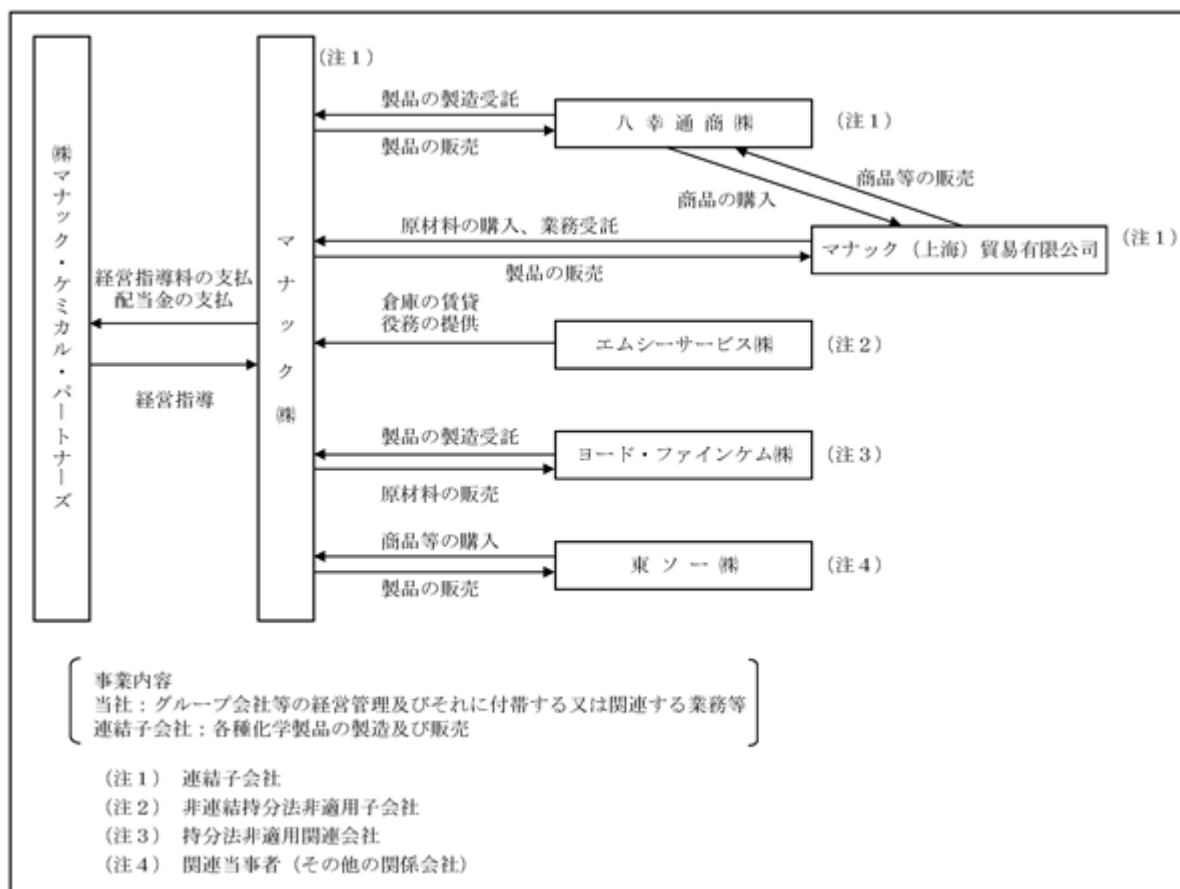 ㈱マナック・ケミカル・パートナーズ
経営指導料の支払
配当金の支払
経営指導
マナック㈱
(注1)
製品の製造受託
製品の販売
八幸通商㈱
(注1)
商品の購入
商品等の販売
原材料の購入、業務受託
製品の販売
マナック(上海)貿易有限公司
(注1)
倉庫の賃貸
役務の提供
エムシーサービス㈱
(注2)
製品の製造受託
原材料の販売
ヨード・ファインケム㈱
(注3)
商品等の購入
製品の販売
東ソー㈱
(注4)
事業内容
当社:グループ会社等の経営管理及びそれに付帯する又は関連する業務等
連結子会社:各種化学製品の製造及び販売
(注1) 連結子会社
(注2) 非連結持分法非適用子会社
(注3) 持分法非適用関連会社
(注4) 関連当事者(その他の関係会社)